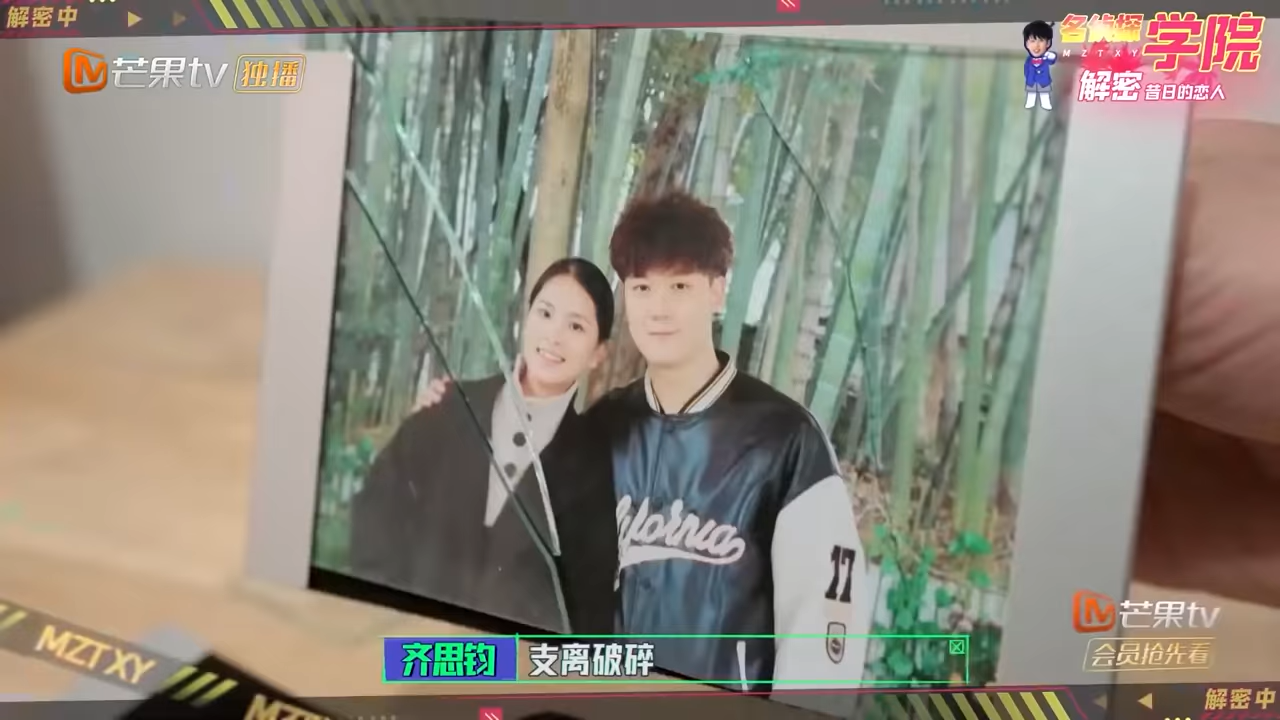 解密中
芒果tv 独播
名侦探学院
MZTXY
解密 昔日的恋人
lifornia
17
芒果tv
会员抢先看
MZTXY
齐思钧 支离破碎
解密中